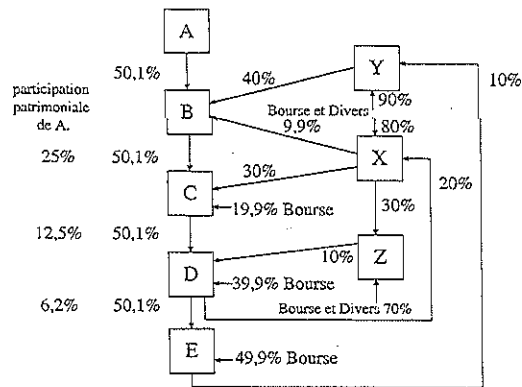 A
50,1%
Y
10%
40%
participation
patrimoniale
de A.
B
Bourse et Divers
90%
9,9%
80%
25%
50,1%
X
30%
20%
C
19,9% Bourse
30%
12,5%
50,1%
Z
10%
D
39,9% Bourse
6,2%
50,1%
Bourse et Divers 70%
E
49,9% Bourse